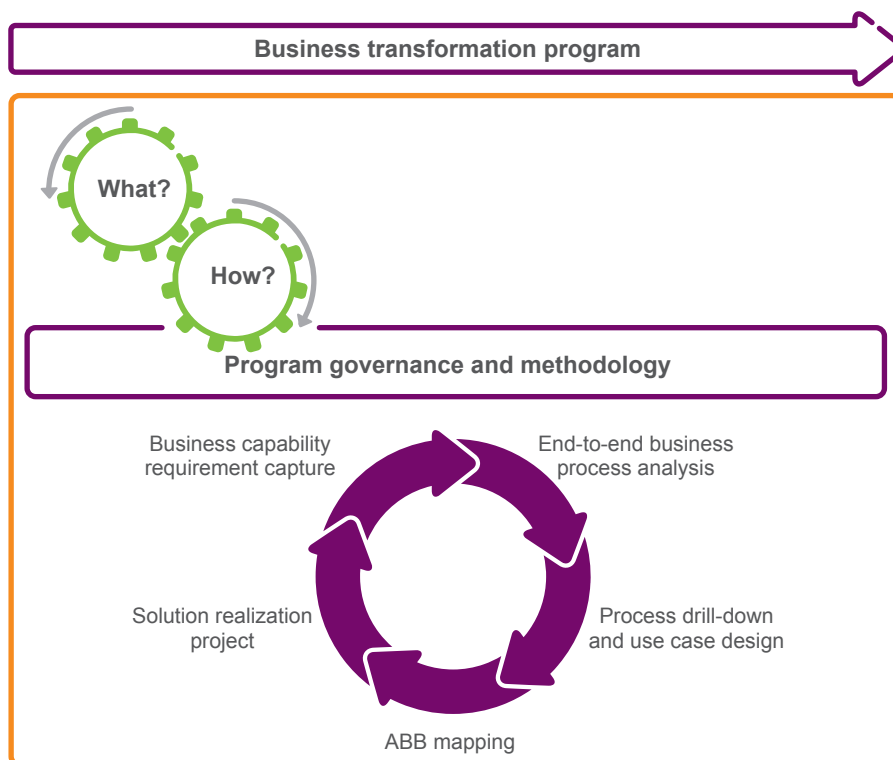 Business transformation program
What?
How?
Program governance and methodology
Business capability
requirement capture
End-to-end business
process analysis
Solution realization
project
Process drill-down
and use case design
ABB mapping